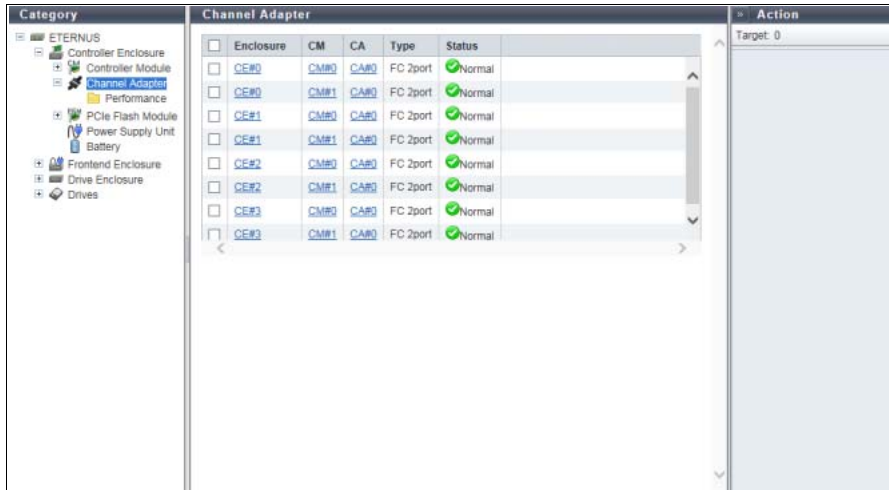 Category
ETERNUS
Controller Enclosure
Controller Module
Channel Adapter
Performance
PCIe Flash Module
Power Supply Unit
Battery
Frontend Enclosure
Drive Enclosure
Drives
Channel Adapter
Enclosure CM CA Type Status
CE#0 CM#0 CA#0 FC 2port Normal
CE#0 CM#1 CA#0 FC 2port Normal
CE#1 CM#0 CA#0 FC 2port Normal
CE#1 CM#1 CA#0 FC 2port Normal
CE#2 CM#0 CA#0 FC 2port Normal
CE#2 CM#1 CA#0 FC 2port Normal
CE#3 CM#0 CA#0 FC 2port Normal
CE#3 CM#1 CA#0 FC 2port Normal
» Action
Target: 0